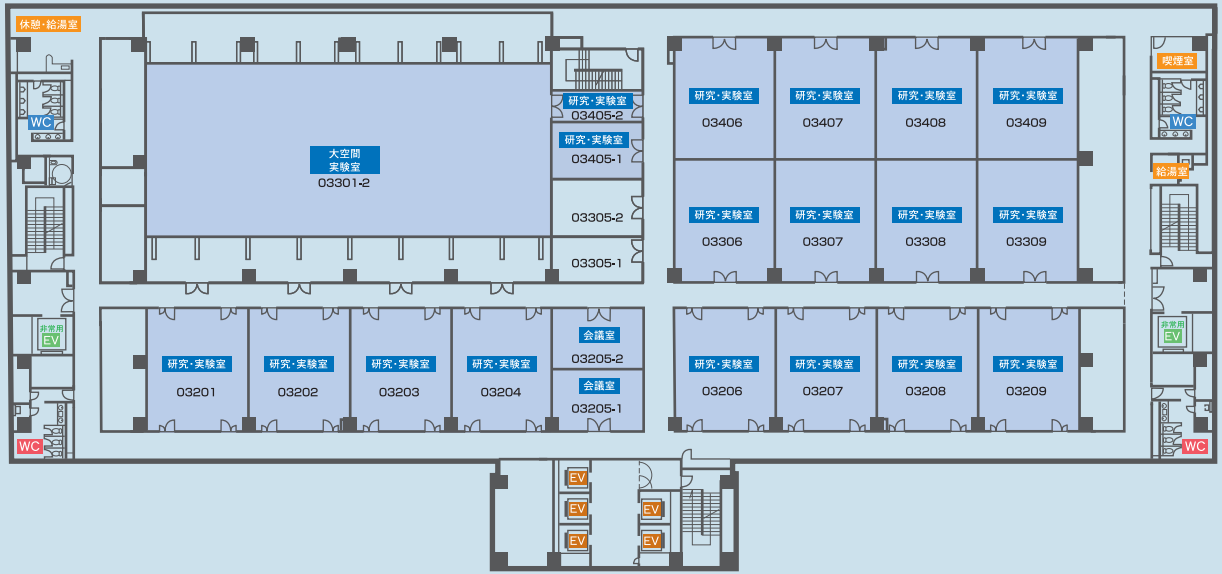 休憩・給湯室
WC
大空間
実験室
03301-2
研究・実験室
03405-2
研究・実験室
03405-1
03305-2
03305-1
研究・実験室
03406
研究・実験室
03407
研究・実験室
03408
研究・実験室
03409
喫煙室
WC
給湯室
研究・実験室
03306
研究・実験室
03307
研究・実験室
03308
研究・実験室
03309
非常用
EV
研究・実験室
03201
研究・実験室
03202
研究・実験室
03203
研究・実験室
03204
会議室
03205-2
会議室
03205-1
研究・実験室
03206
研究・実験室
03207
研究・実験室
03208
研究・実験室
03209
非常用
EV
WC
WC
EV
EV
EV
EV
EV